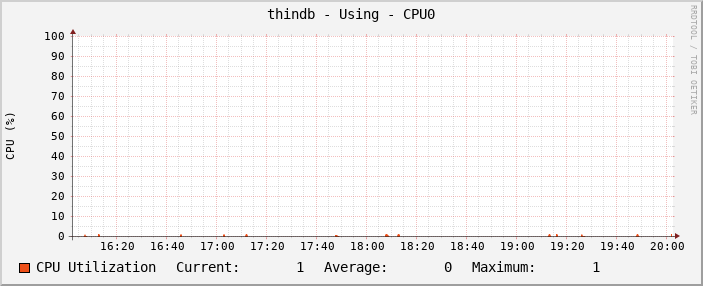 thindb - Using - CPU0
RRDTOOL / TOBI OETIKER
CPU (%)
100
90
80
70
60
50
40
30
20
10
0
16:20 16:40 17:00 17:20 17:40 18:00 18:20 18:40 19:00 19:20 19:40 20:00
CPU Utilization Current: 1 Average: 0 Maximum: 1